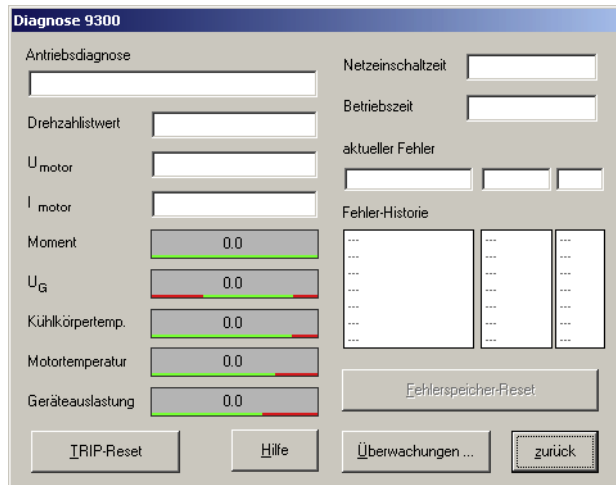 Diagnose 9300
Antriebsdiagnose
Drehzahlistwert
U motor
I motor
Moment 0.0
UG 0.0
Kühlkörpertemp. 0.0
Motortemperatur 0.0
Geräteauslastung 0.0
TRIP-Reset
Hilfe
Netzeinschaltzeit
Betriebszeit
aktueller Fehler
Fehler-Historie
--- --- ---
--- --- ---
--- --- ---
--- --- ---
--- --- ---
--- --- ---
--- --- ---
Fehlerspeicher-Reset
Überwachungen ...
zurück